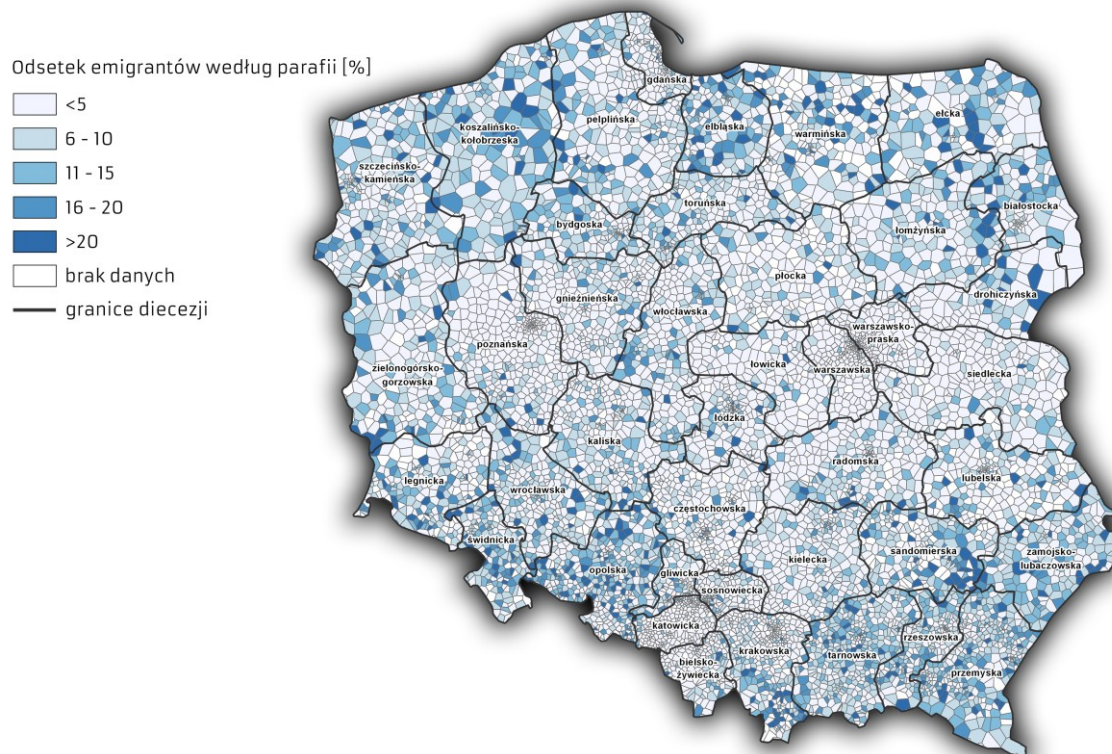 Odsetek emigrantów według parafii [%]
<5
6 - 10
11 - 15
16 - 20
>20
brak danych
granice diecezji
gdańska
koszalińsko-
kołobrzeska
pelplińska
elbląska
warmińska
ełcka
szczecińsko-
kamieńska
bydgoska
toruńska
łomżyńska
białostocka
płocka
drohiczyńska
gnieźnieńska
włocławska
poznańska
warszawsko-
praska
warszawska
łowicka
siedlecka
zielonogórsko-
gorzowska
łódzka
kaliska
radomska
lubelska
legnicka
wrocławska
częstochowska
świdnicka
opolska
kielecka
sandomierska
zamojsko-
lubaczowska
gliwicka
sosnowiecka
katowicka
krakowska
tarnowska
rzeszowska
przemyska
bielsko-
żywiecka